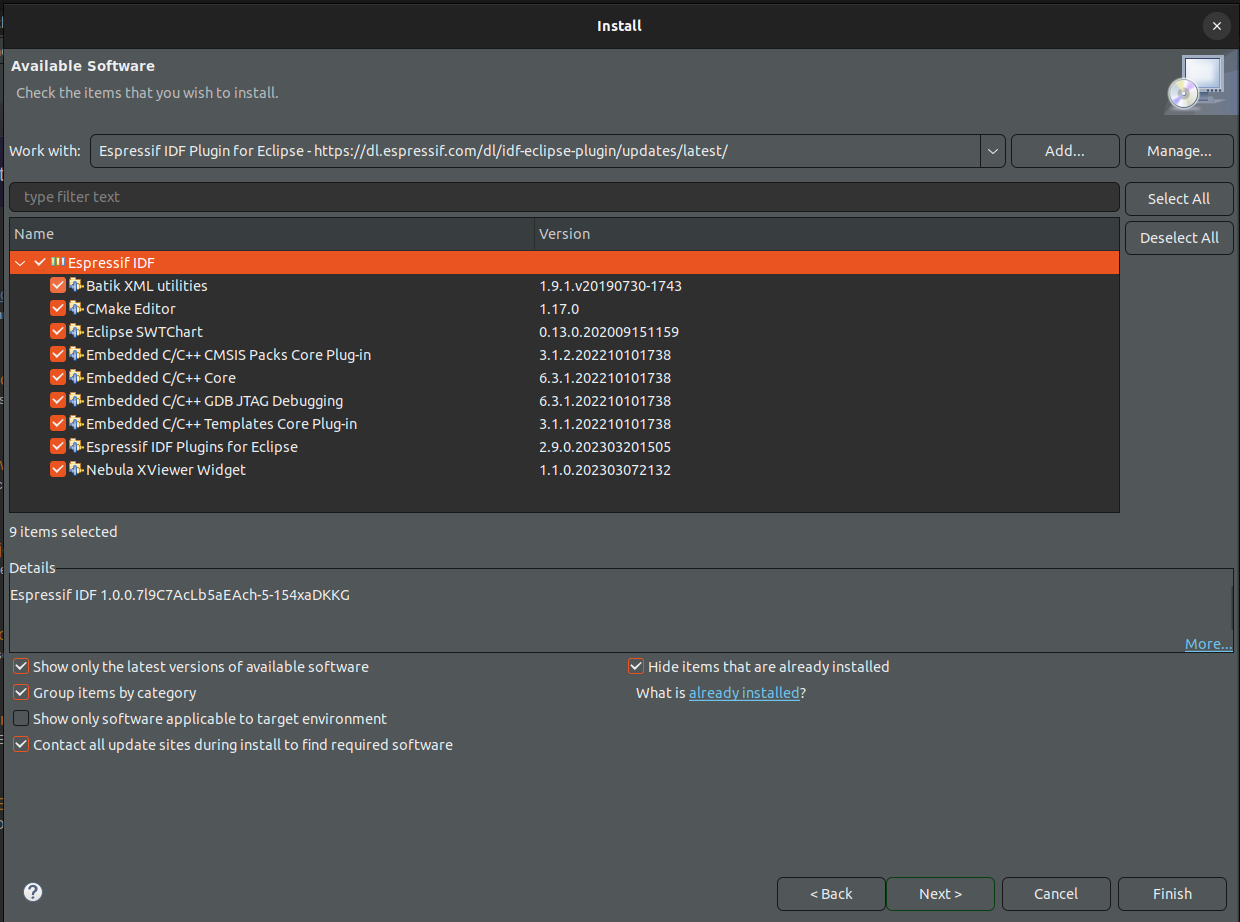 Install
Available Software
Check the items that you wish to install.
Work with: Espressif IDF Plugin for Eclipse - https://dl.espressif.com/dl/idf-eclipse-plugin/updates/latest/ Add... Manage...
type filter text Select All
Name Version Deselect All
Espressif IDF
Batik XML utilities 1.9.1.v20190730-1743
CMake Editor 1.17.0
Eclipse SWTChart 0.13.0.202009151159
Embedded C/C++ CMSIS Packs Core Plug-in 3.1.2.202210101738
Embedded C/C++ Core 6.3.1.202210101738
Embedded C/C++ GDB JTAG Debugging 6.3.1.202210101738
Embedded C/C++ Templates Core Plug-in 3.1.1.202210101738
Espressif IDF Plugins for Eclipse 2.9.0.202303201505
Nebula XViewer Widget 1.1.0.202303072132
9 items selected
Details
Espressif IDF 1.0.0.7l9C7AcLb5aEAch-5-154xaDKKG
More...
Show only the latest versions of available software Hide items that are already installed
Group items by category What is already installed?
Show only software applicable to target environment
Contact all update sites during install to find required software
? < Back Next > Cancel Finish